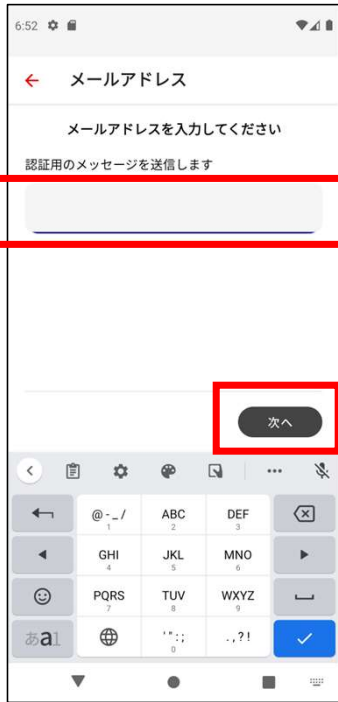 6:52
メールアドレス
メールアドレスを入力してください
認証用のメッセージを送信します
次へ
@-_/ ABC DEF
1 2 3
GHI JKL MNO
4 5 6
PQRS TUV WXYZ
7 8 9
あa1 '":; .,?!
0